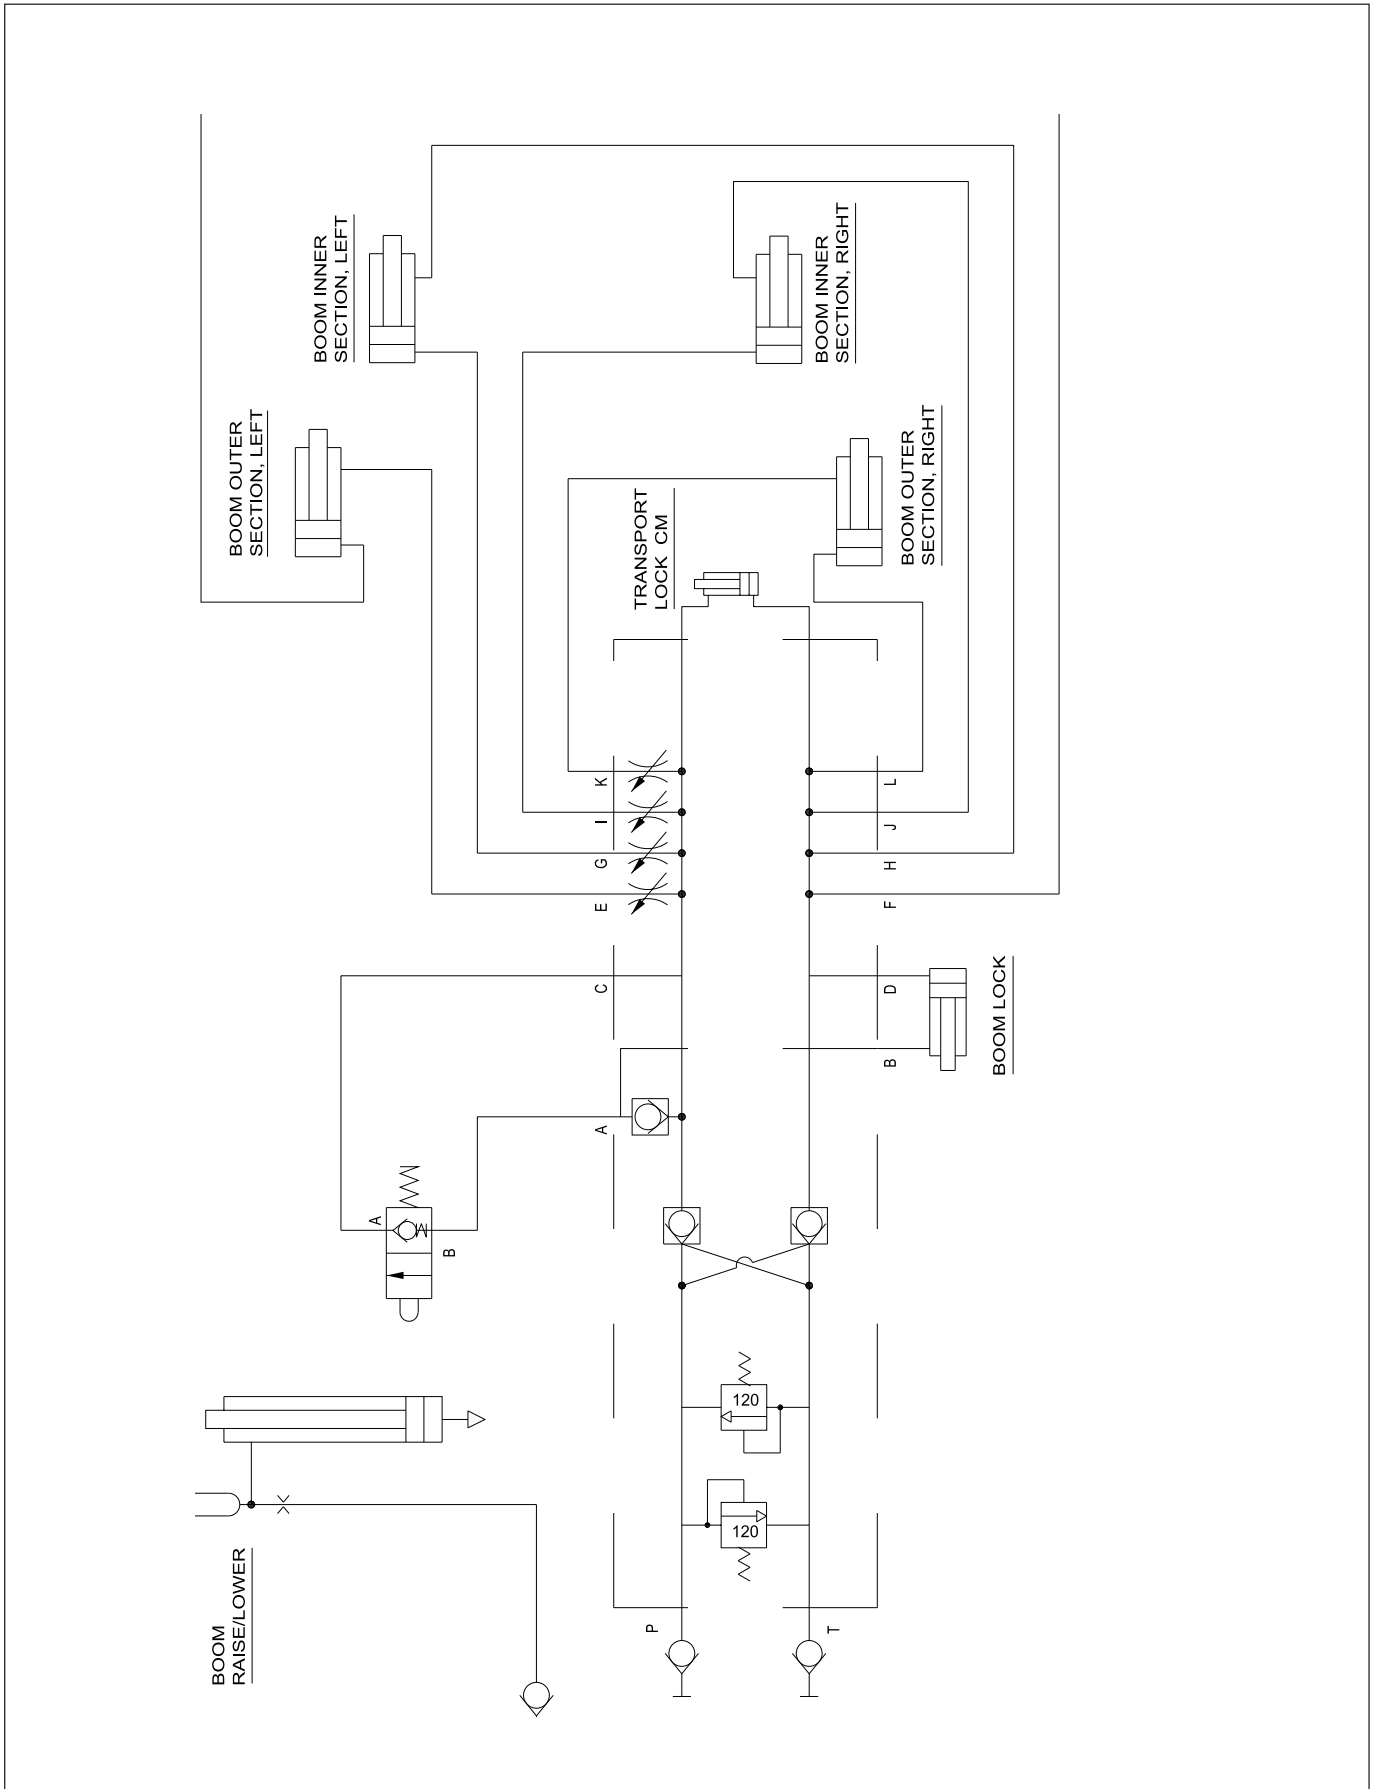 BOOM INNER
SECTION, LEFT
BOOM INNER
SECTION, RIGHT
BOOM OUTER
SECTION, LEFT
BOOM OUTER
SECTION, RIGHT
TRANSPORT
LOCK CM
K
L
I
J
G
H
E
F
C
D
B
BOOM LOCK
A
A
B
120
120
BOOM
RAISE/LOWER
P
T